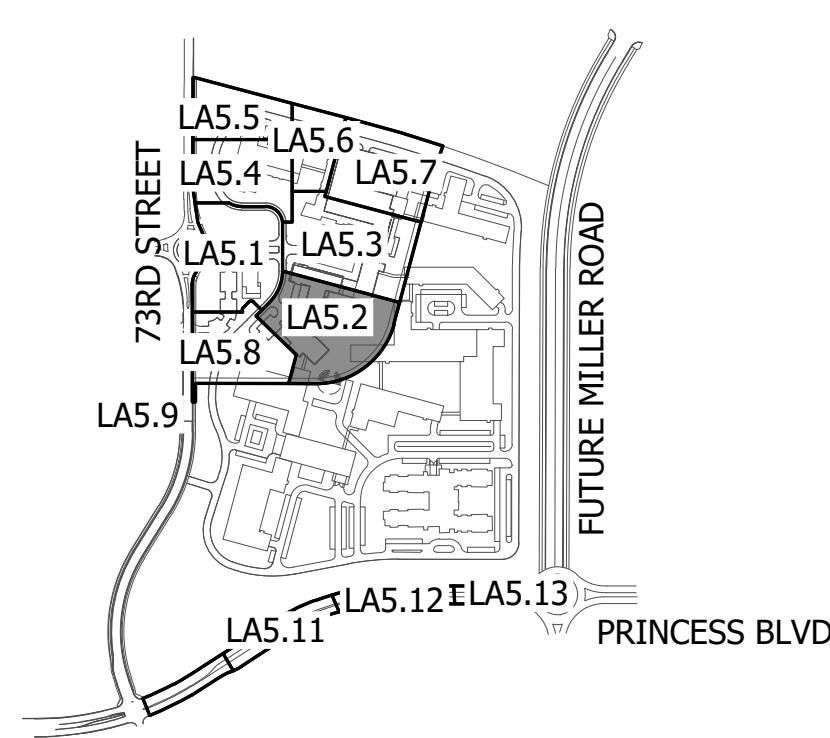 LA5.5
LA5.6
LA5.4
LA5.7
73RD STREET
LA5.1
LA5.3
LA5.2
LA5.8
FUTURE MILLER ROAD
LA5.9
LA5.12
LA5.13
LA5.11
PRINCESS BLVD